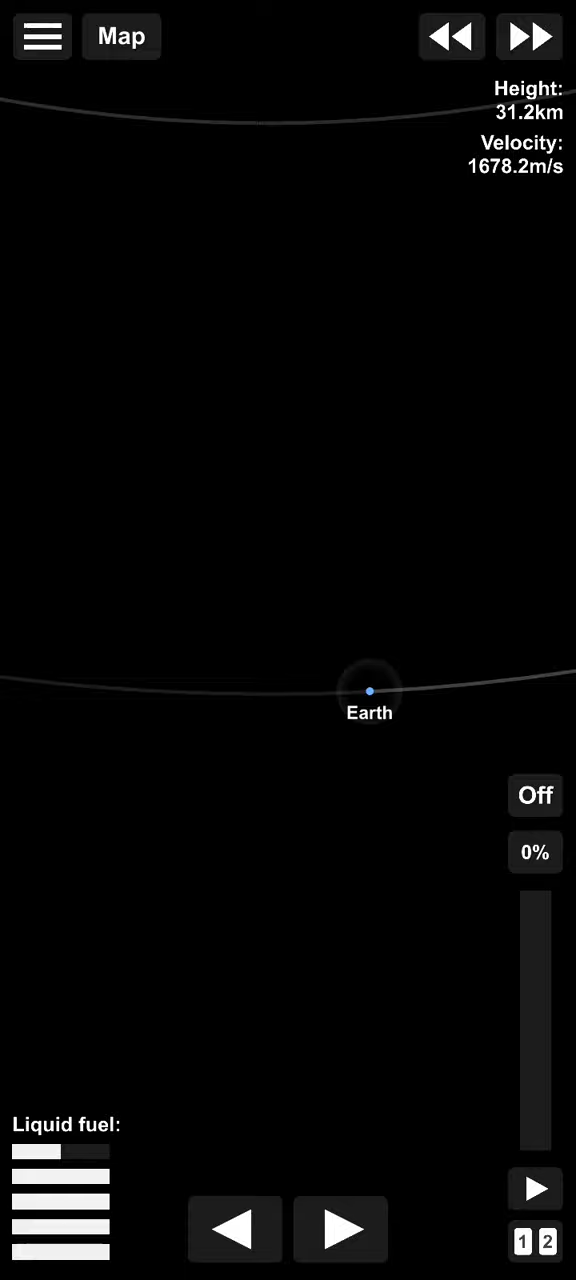 Map
Height:
31.2km
Velocity:
1678.2m/s
Earth
Off
0%
Liquid fuel:
1 2